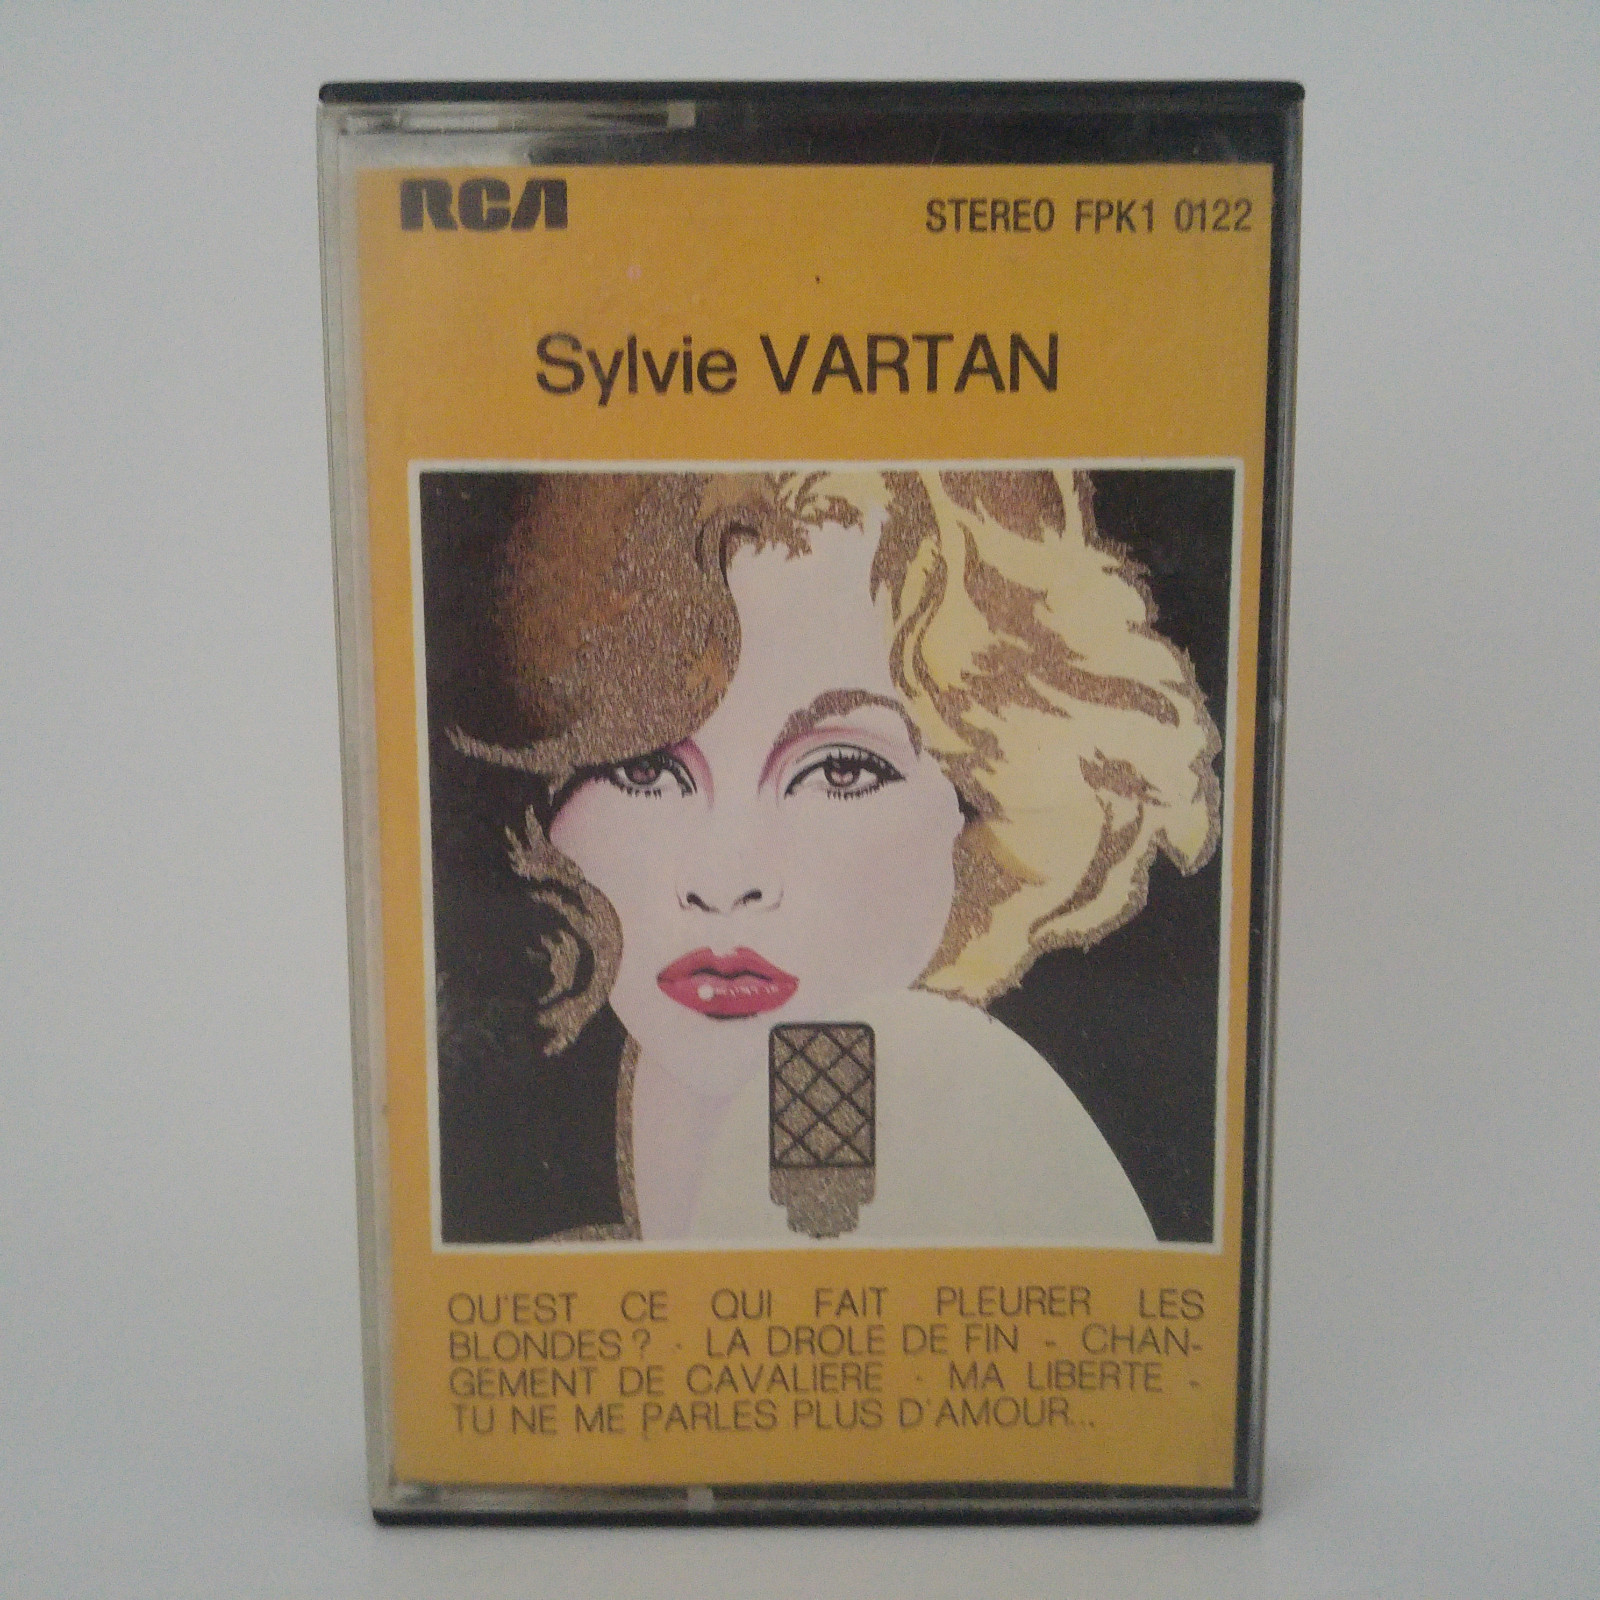 RCA
STEREO FPK1 0122
Sylvie VARTAN
QU'EST CE QUI FAIT PLEURER LES
BLONDES? · LA DROLE DE FIN - CHAN-
GEMENT DE CAVALIERE · MA LIBERTE -
TU NE ME PARLES PLUS D'AMOUR...